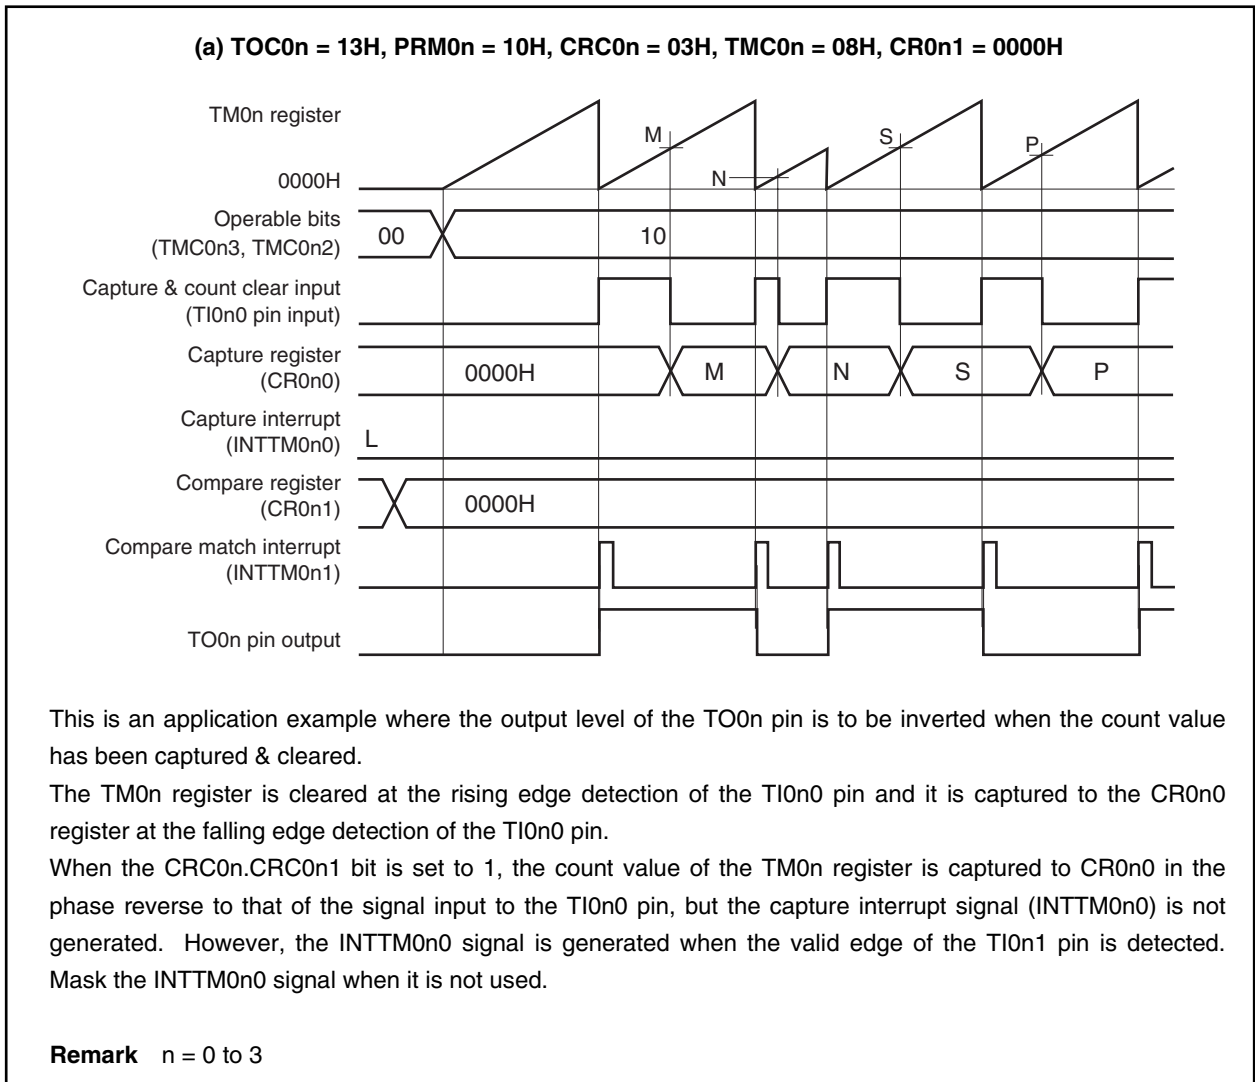 (a) TOC0n = 13H, PRM0n = 10H, CRC0n = 03H, TMC0n = 08H, CR0n1 = 0000H
TM0n register
M
S
P
N
0000H
Operable bits
(TMC0n3, TMC0n2)
00
10
Capture & count clear input
(TI0n0 pin input)
Capture register
(CR0n0)
0000H
M
N
S
P
Capture interrupt
(INTTM0n0)
L
Compare register
(CR0n1)
0000H
Compare match interrupt
(INTTM0n1)
TO0n pin output
This is an application example where the output level of the TO0n pin is to be inverted when the count value
has been captured & cleared.
The TM0n register is cleared at the rising edge detection of the TI0n0 pin and it is captured to the CR0n0
register at the falling edge detection of the TI0n0 pin.
When the CRC0n.CRC0n1 bit is set to 1, the count value of the TM0n register is captured to CR0n0 in the
phase reverse to that of the signal input to the TI0n0 pin, but the capture interrupt signal (INTTM0n0) is not
generated. However, the INTTM0n0 signal is generated when the valid edge of the TI0n1 pin is detected.
Mask the INTTM0n0 signal when it is not used.
Remark n = 0 to 3